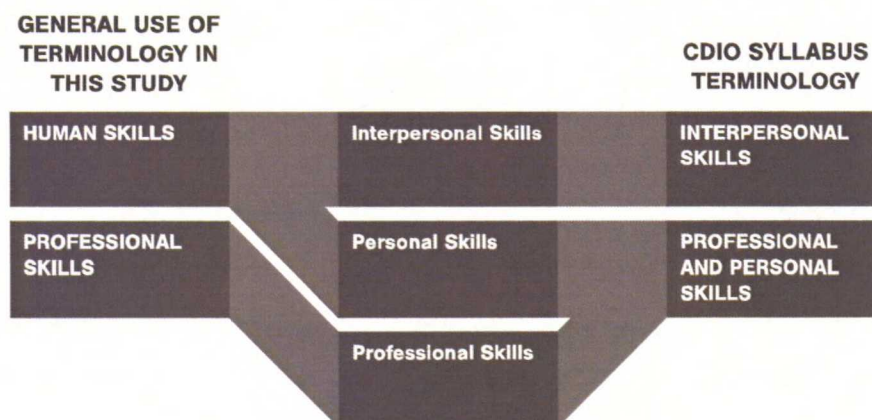 GENERAL USE OF
TERMINOLOGY IN
THIS STUDY
CDIO SYLLABUS
TERMINOLOGY
HUMAN SKILLS
Interpersonal Skills
INTERPERSONAL
SKILLS
PROFESSIONAL
SKILLS
Personal Skills
PROFESSIONAL
AND PERSONAL
SKILLS
Professional Skills